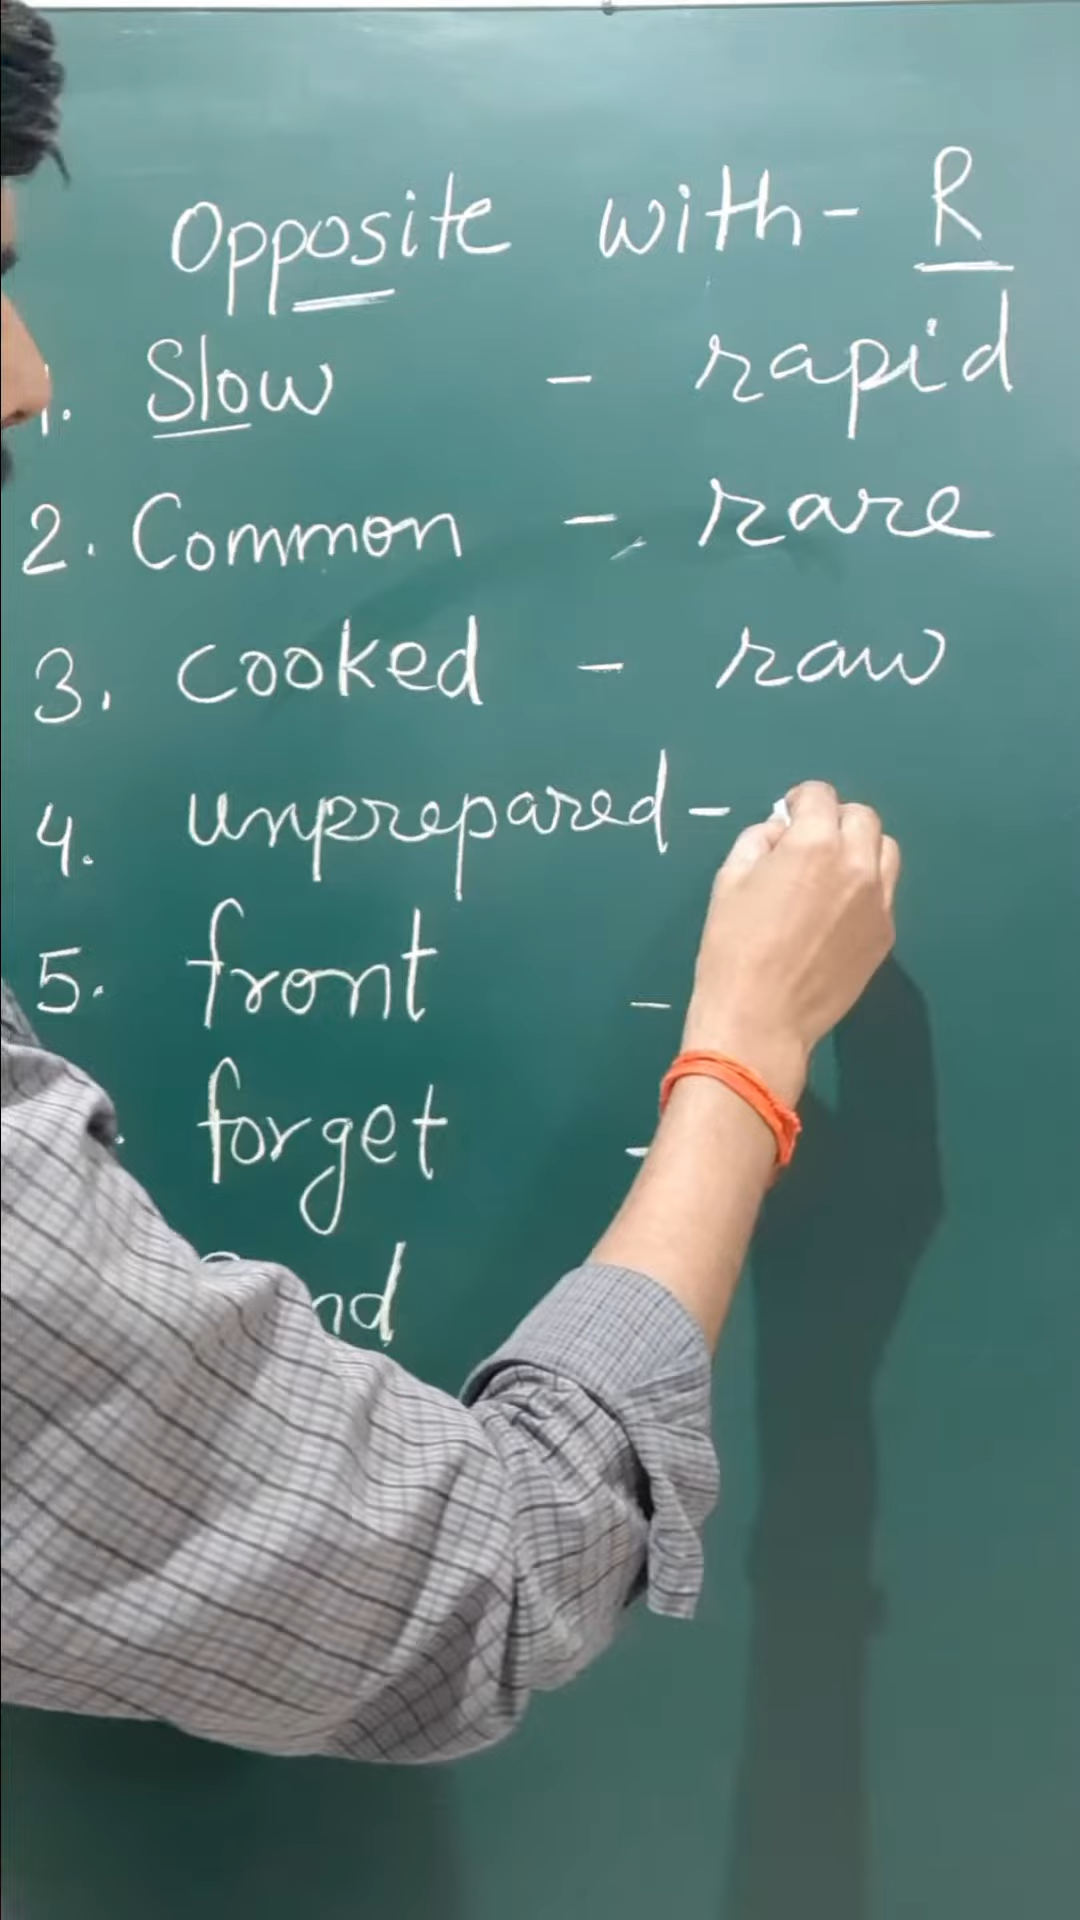 Opposite with- R
1. Slow - rapid
2. Common - rare
3. cooked - raw
4. unprepared -
5. front -
forget -